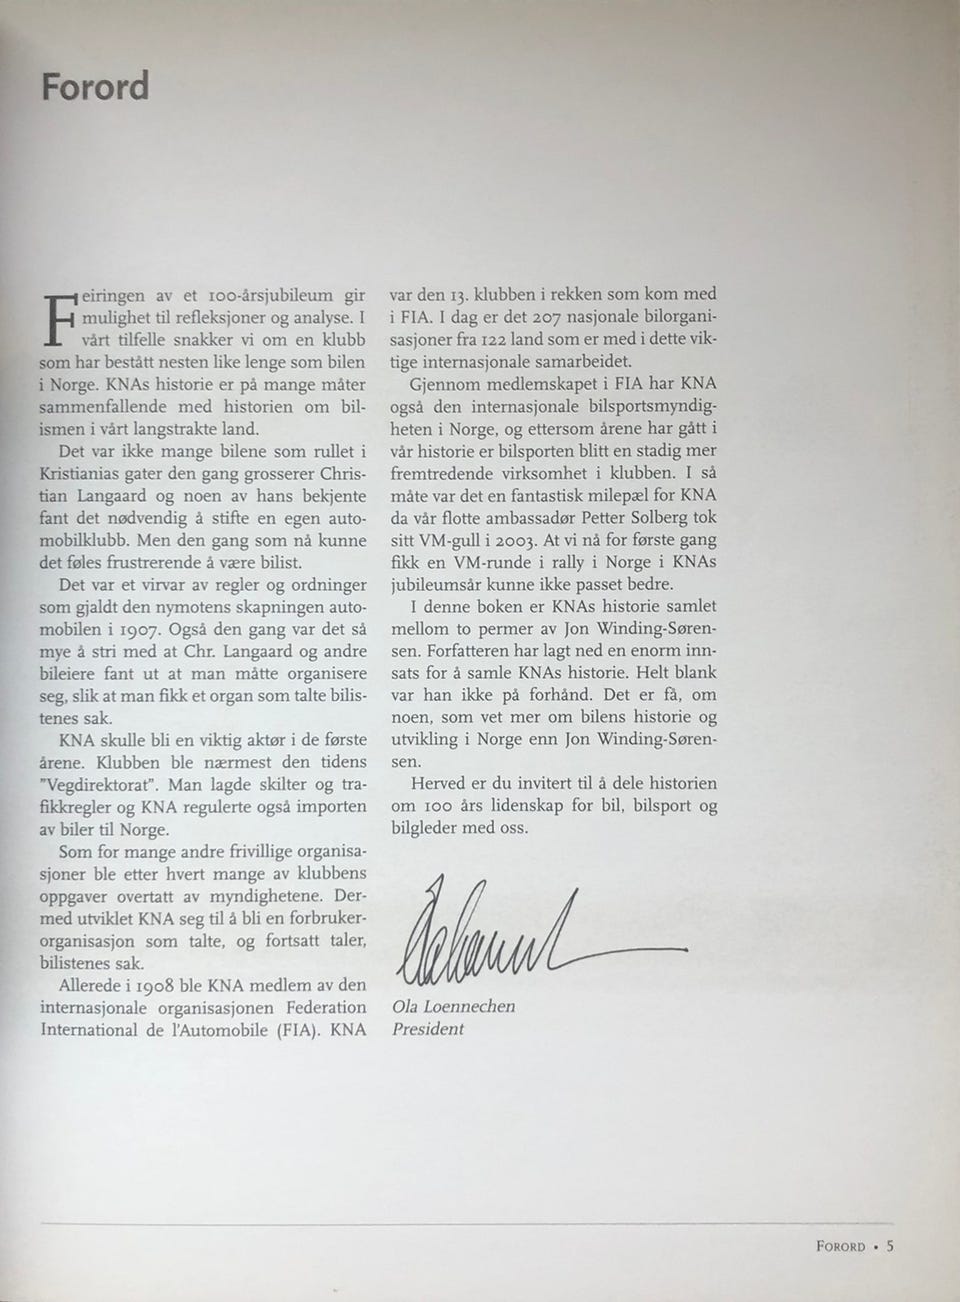 Forord
Feiringen av et 100-årsjubileum gir
mulighet til refleksjoner og analyse. I
vårt tilfelle snakker vi om en klubb
som har bestått nesten like lenge som bilen
i Norge. KNAs historie er på mange måter
sammenfallende med historien om bil-
ismen i vårt langstrakte land.
Det var ikke mange bilene som rullet i
Kristianias gater den gang grosserer Chris-
tian Langaard og noen av hans bekjente
fant det nødvendig å stifte en egen auto-
mobilklubb. Men den gang som nå kunne
det føles frustrerende å være bilist.
Det var et virvar av regler og ordninger
som gjaldt den nymotens skapningen auto-
mobilen i 1907. Også den gang var det så
mye å stri med at Chr. Langaard og andre
bileiere fant ut at man måtte organisere
seg, slik at man fikk et organ som talte bilis-
tenes sak.
KNA skulle bli en viktig aktør i de første
årene. Klubben ble nærmest den tidens
"Vegdirektorat". Man lagde skilter og tra-
fikkregler og KNA regulerte også importen
av biler til Norge.
Som for mange andre frivillige organisa-
sjoner ble etter hvert mange av klubbens
oppgaver overtatt av myndighetene. Der-
med utviklet KNA seg til å bli en forbruker-
organisasjon som talte, og fortsatt taler,
bilistenes sak.
Allerede i 1908 ble KNA medlem av den
internasjonale organisasjonen Federation
International de l'Automobile (FIA). KNA
var den 13. klubben i rekken som kom med
i FIA. I dag er det 207 nasjonale bilorgani-
sasjoner fra 122 land som er med i dette vik-
tige internasjonale samarbeidet.
Gjennom medlemskapet i FIA har KNA
også den internasjonale bilsportsmyndig-
heten i Norge, og ettersom årene har gått i
vår historie er bilsporten blitt en stadig mer
fremtredende virksomhet i klubben. I så
måte var det en fantastisk milepæl for KNA
da vår flotte ambassadør Petter Solberg tok
sitt VM-gull i 2003. At vi nå for første gang
fikk en VM-runde i rally i Norge i KNAs
jubileumsår kunne ikke passet bedre.
I denne boken er KNAs historie samlet
mellom to permer av Jon Winding-Søren-
sen. Forfatteren har lagt ned en enorm inn-
sats for å samle KNAs historie. Helt blank
var han ikke på forhånd. Det er få, om
noen, som vet mer om bilens historie og
utvikling i Norge enn Jon Winding-Søren-
sen.
Herved er du invitert til å dele historien
om 100 års lidenskap for bil, bilsport og
bilgleder med oss.
Ola Loennechen
President
Forord • 5